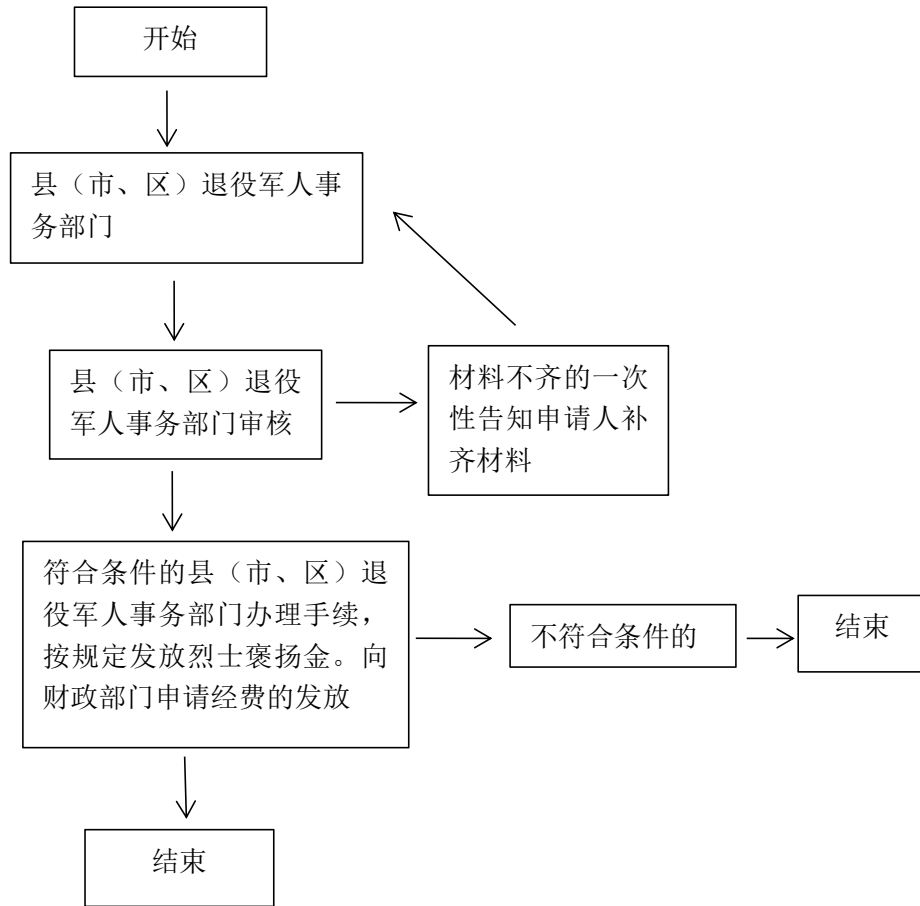 开始
县（市、区）退役军人事
务部门
县（市、区）退役
军人事务部门审核
材料不齐的一次
性告知申请人补
齐材料
符合条件的县（市、区）退
役军人事务部门办理手续，
按规定发放烈士褒扬金。向
财政部门申请经费的发放
不符合条件的
结束
结束